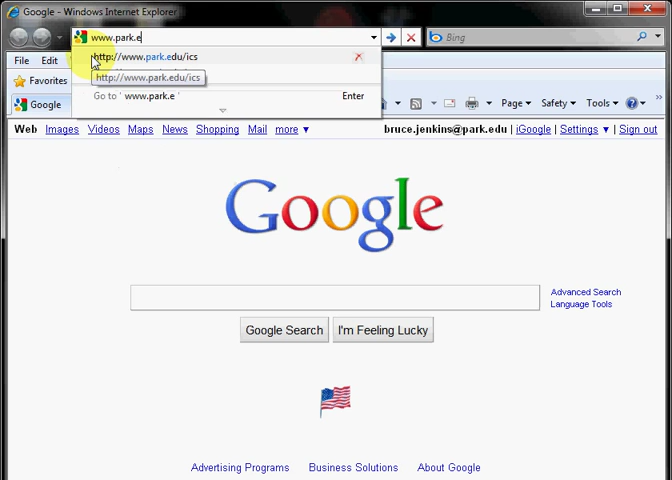 Google - Windows Internet Explorer
www.park.e
Bing
http://www.park.edu/ics
http://www.park.edu/ics
Go to ' www.park.e '
Enter
File Edit
Favorites
Google
Page Safety Tools
Web Images Videos Maps News Shopping Mail more ▼
bruce.jenkins@park.edu | iGoogle | Settings ▼ | Sign out
Google
Advanced Search
Language Tools
Google Search
I'm Feeling Lucky
Advertising Programs Business Solutions About Google